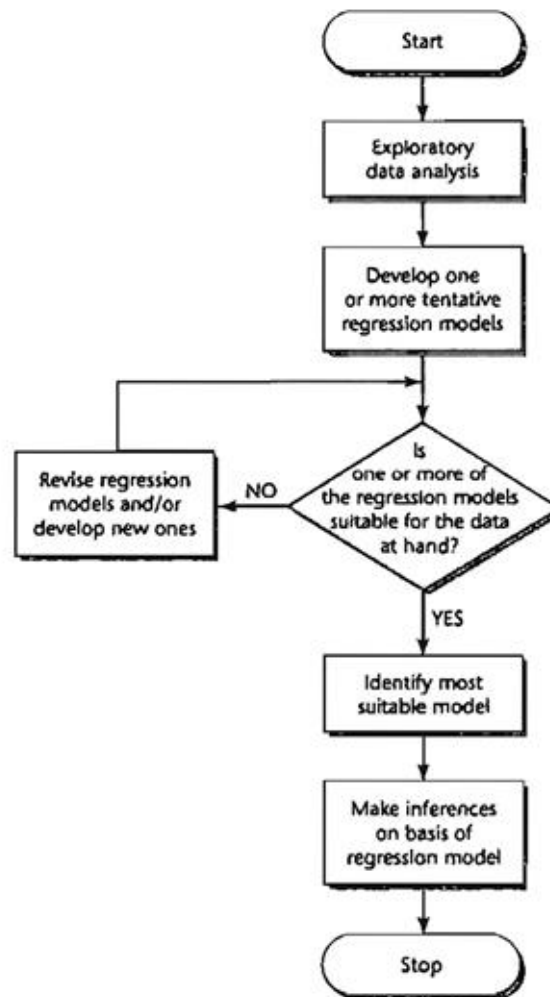 Start
Exploratory
data analysis
Develop one
or more tentative
regression models
Is
one or more of
the regression models
suitable for the data
at hand?
NO
Revise regression
models and/or
develop new ones
YES
Identify most
suitable model
Make inferences
on basis of
regression model
Stop